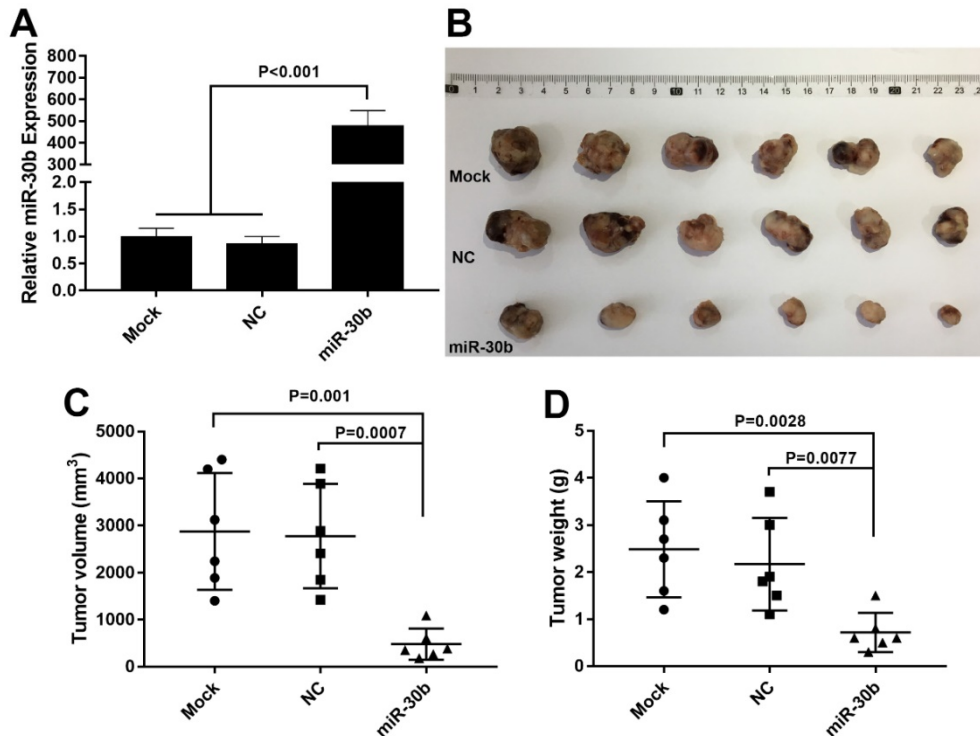 A
Relative miR-30b Expression
800
700
600
500
400
300
2.0
1.5
1.0
0.5
0.0
P<0.001
Mock
NC
miR-30b
B
0 1 2 3 4 5 6 7 8 9 10 11 12 13 14 15 16 17 18 19 20 21 22 23
Mock
NC
miR-30b
C
Tumor volume (mm³)
5000
4000
3000
2000
1000
0
P=0.001
P=0.0007
Mock
NC
miR-30b
D
Tumor weight (g)
5
4
3
2
1
0
P=0.0028
P=0.0077
Mock
NC
miR-30b